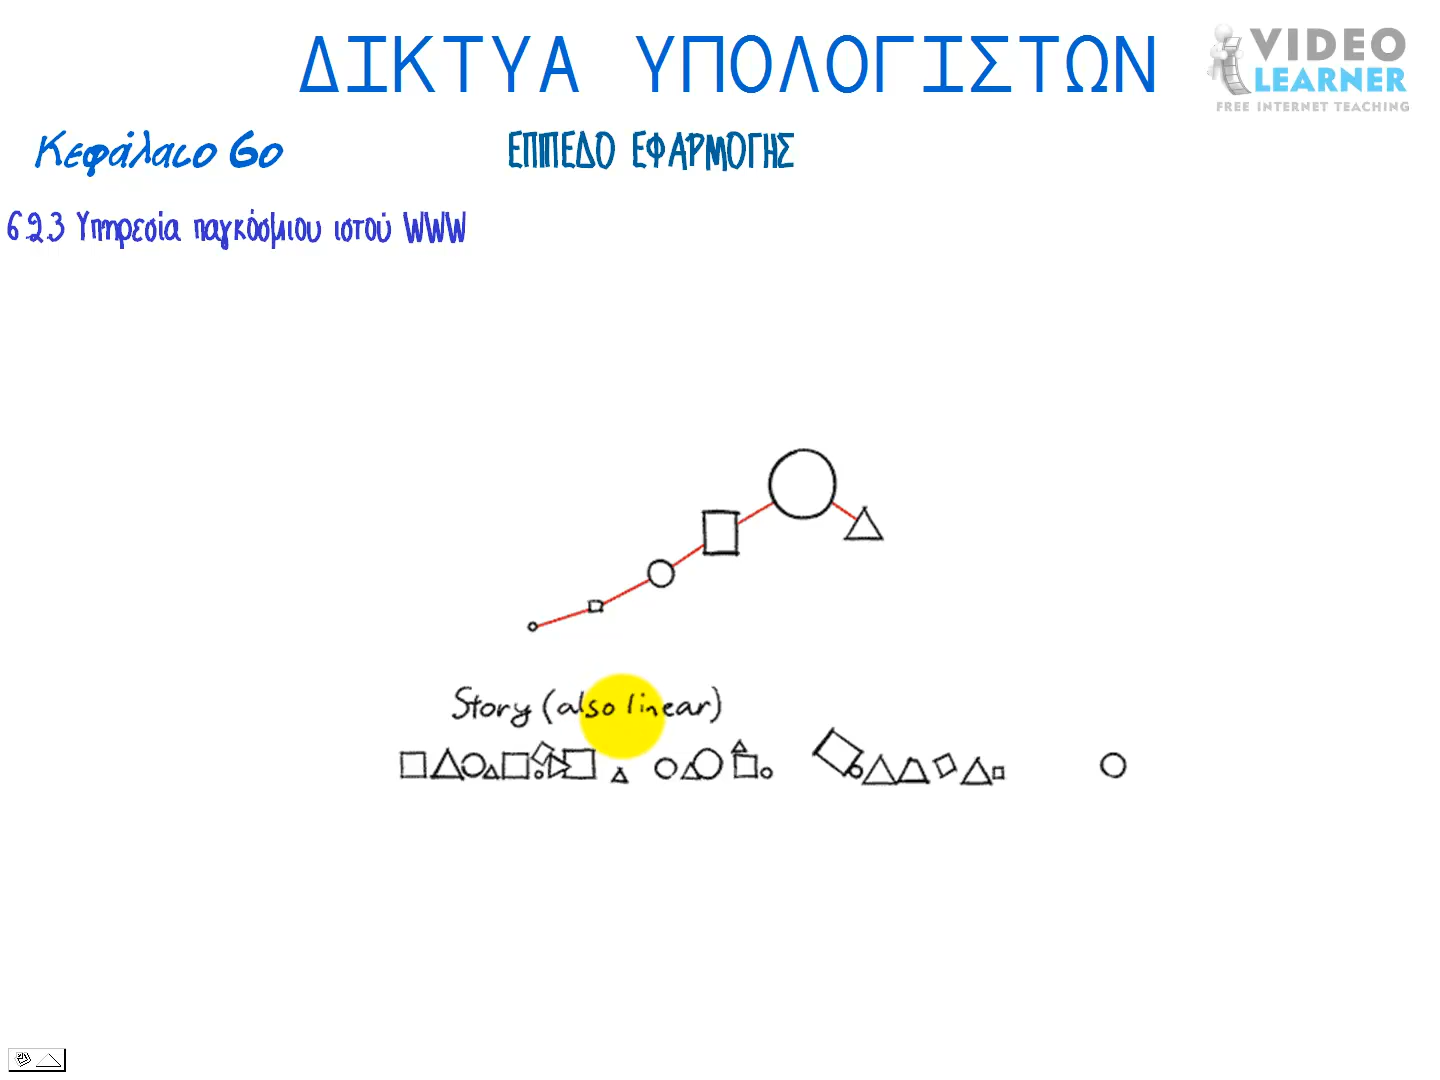 ΔΙΚΤΥΑ ΥΠΟΛΟΓΙΣΤΩΝ
VIDEO
LEARNER
FREE INTERNET TEACHING
Κεφάλαιο 6ο
ΕΠΙΠΕΔΟ ΕΦΑΡΜΟΓΗΣ
6.2.3 Υπηρεσία παγκόσμιου ιστού WWW
Story (also linear)